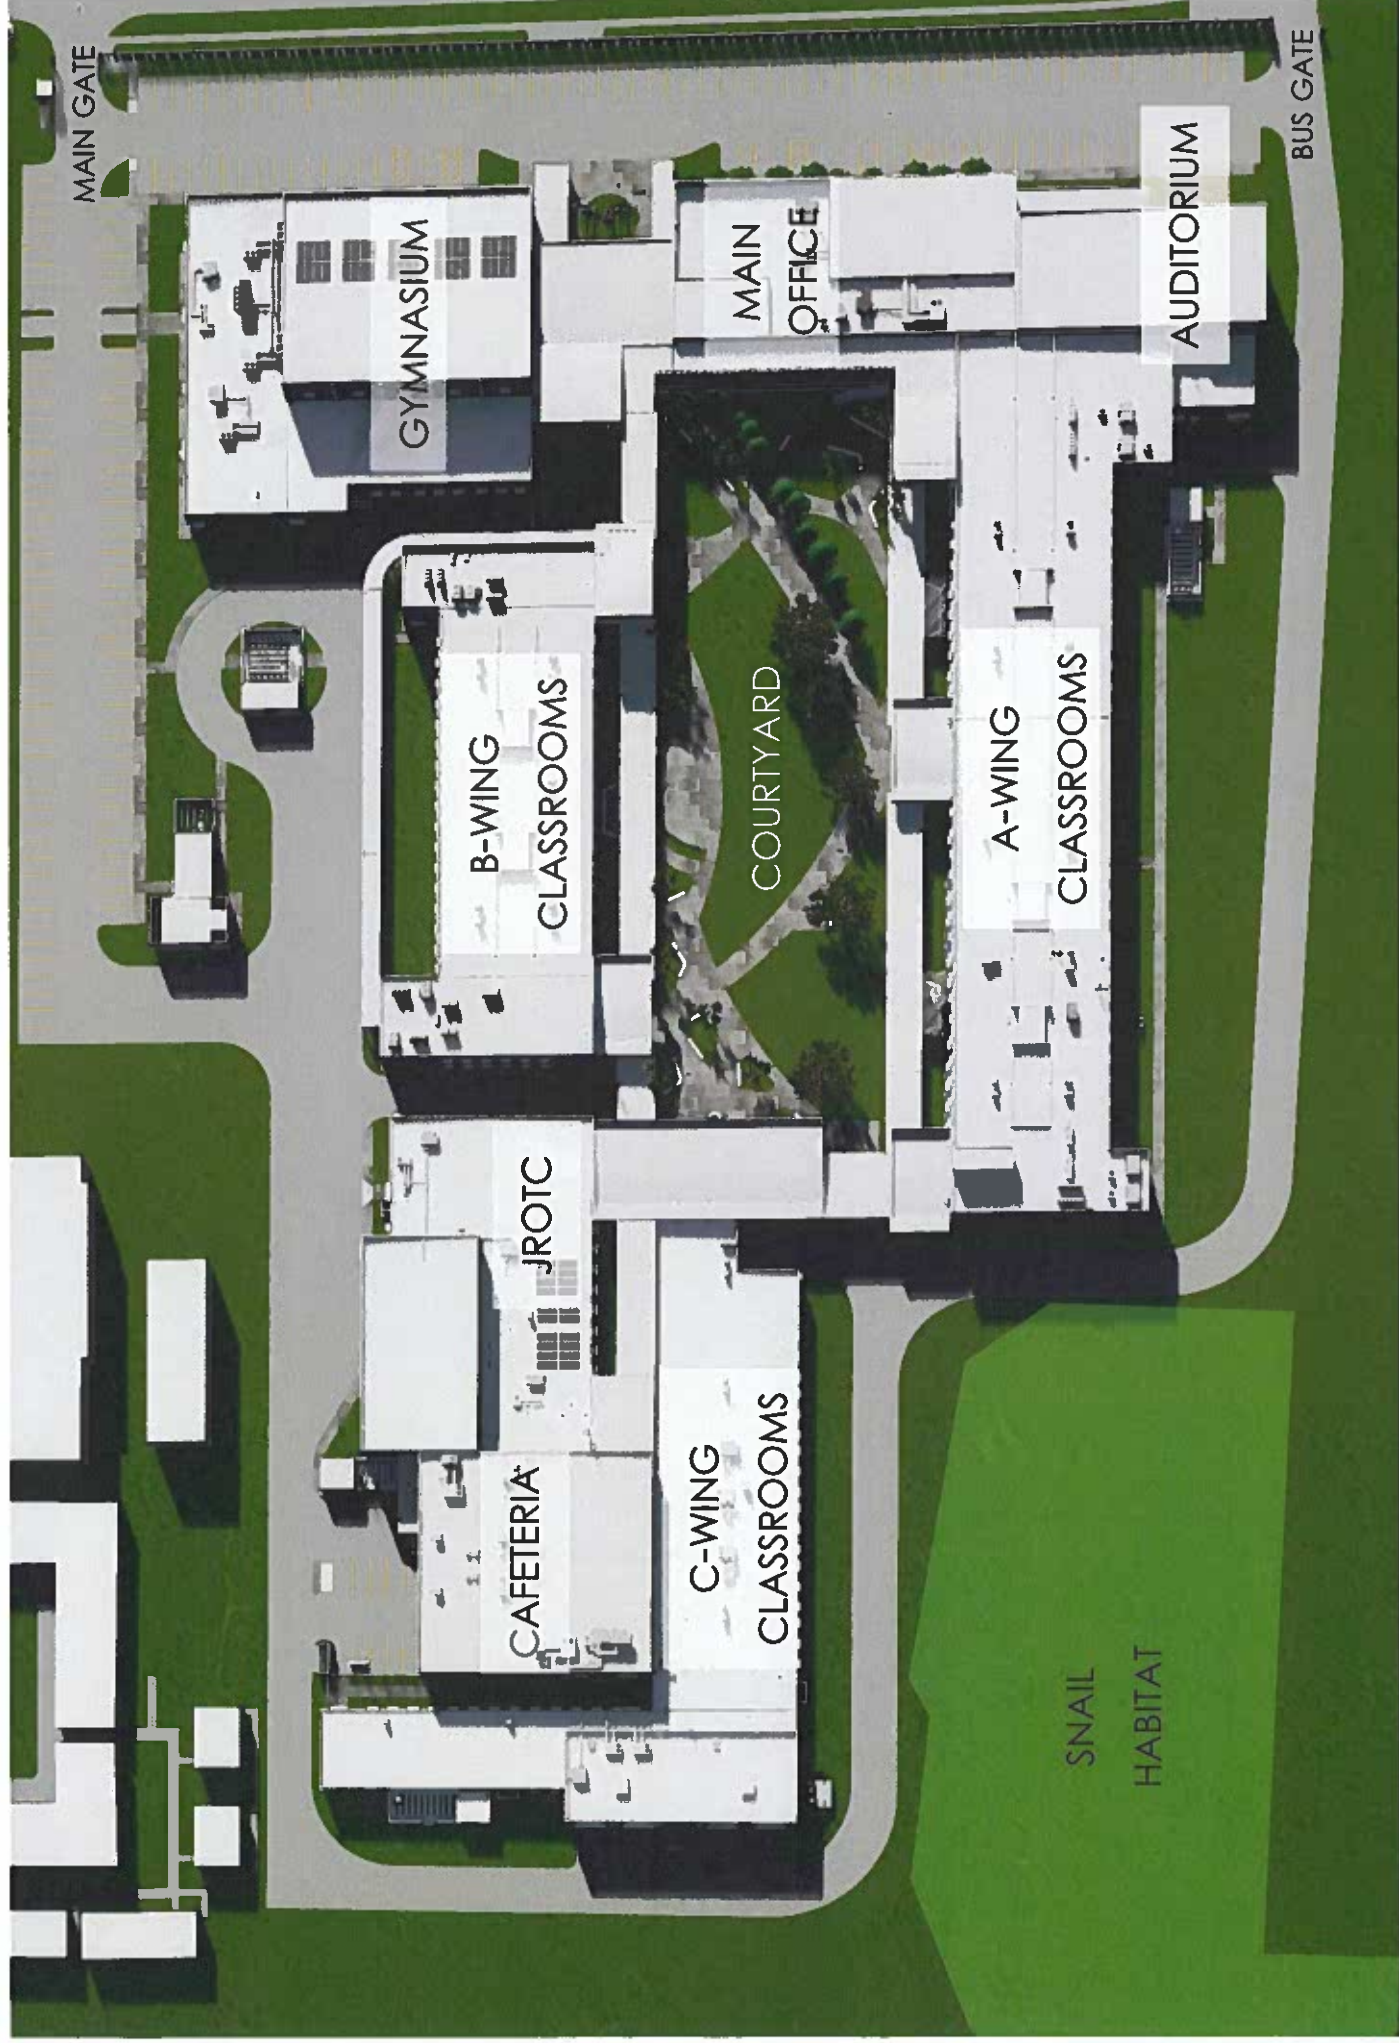 MAIN GATE
BUS GATE
GYMNASIUM
MAIN
OFFICE
AUDITORIUM
B-WING
CLASSROOMS
COURTYARD
A-WING
CLASSROOMS
JROTC
CAFETERIA
C-WING
CLASSROOMS
SNAIL
HABITAT